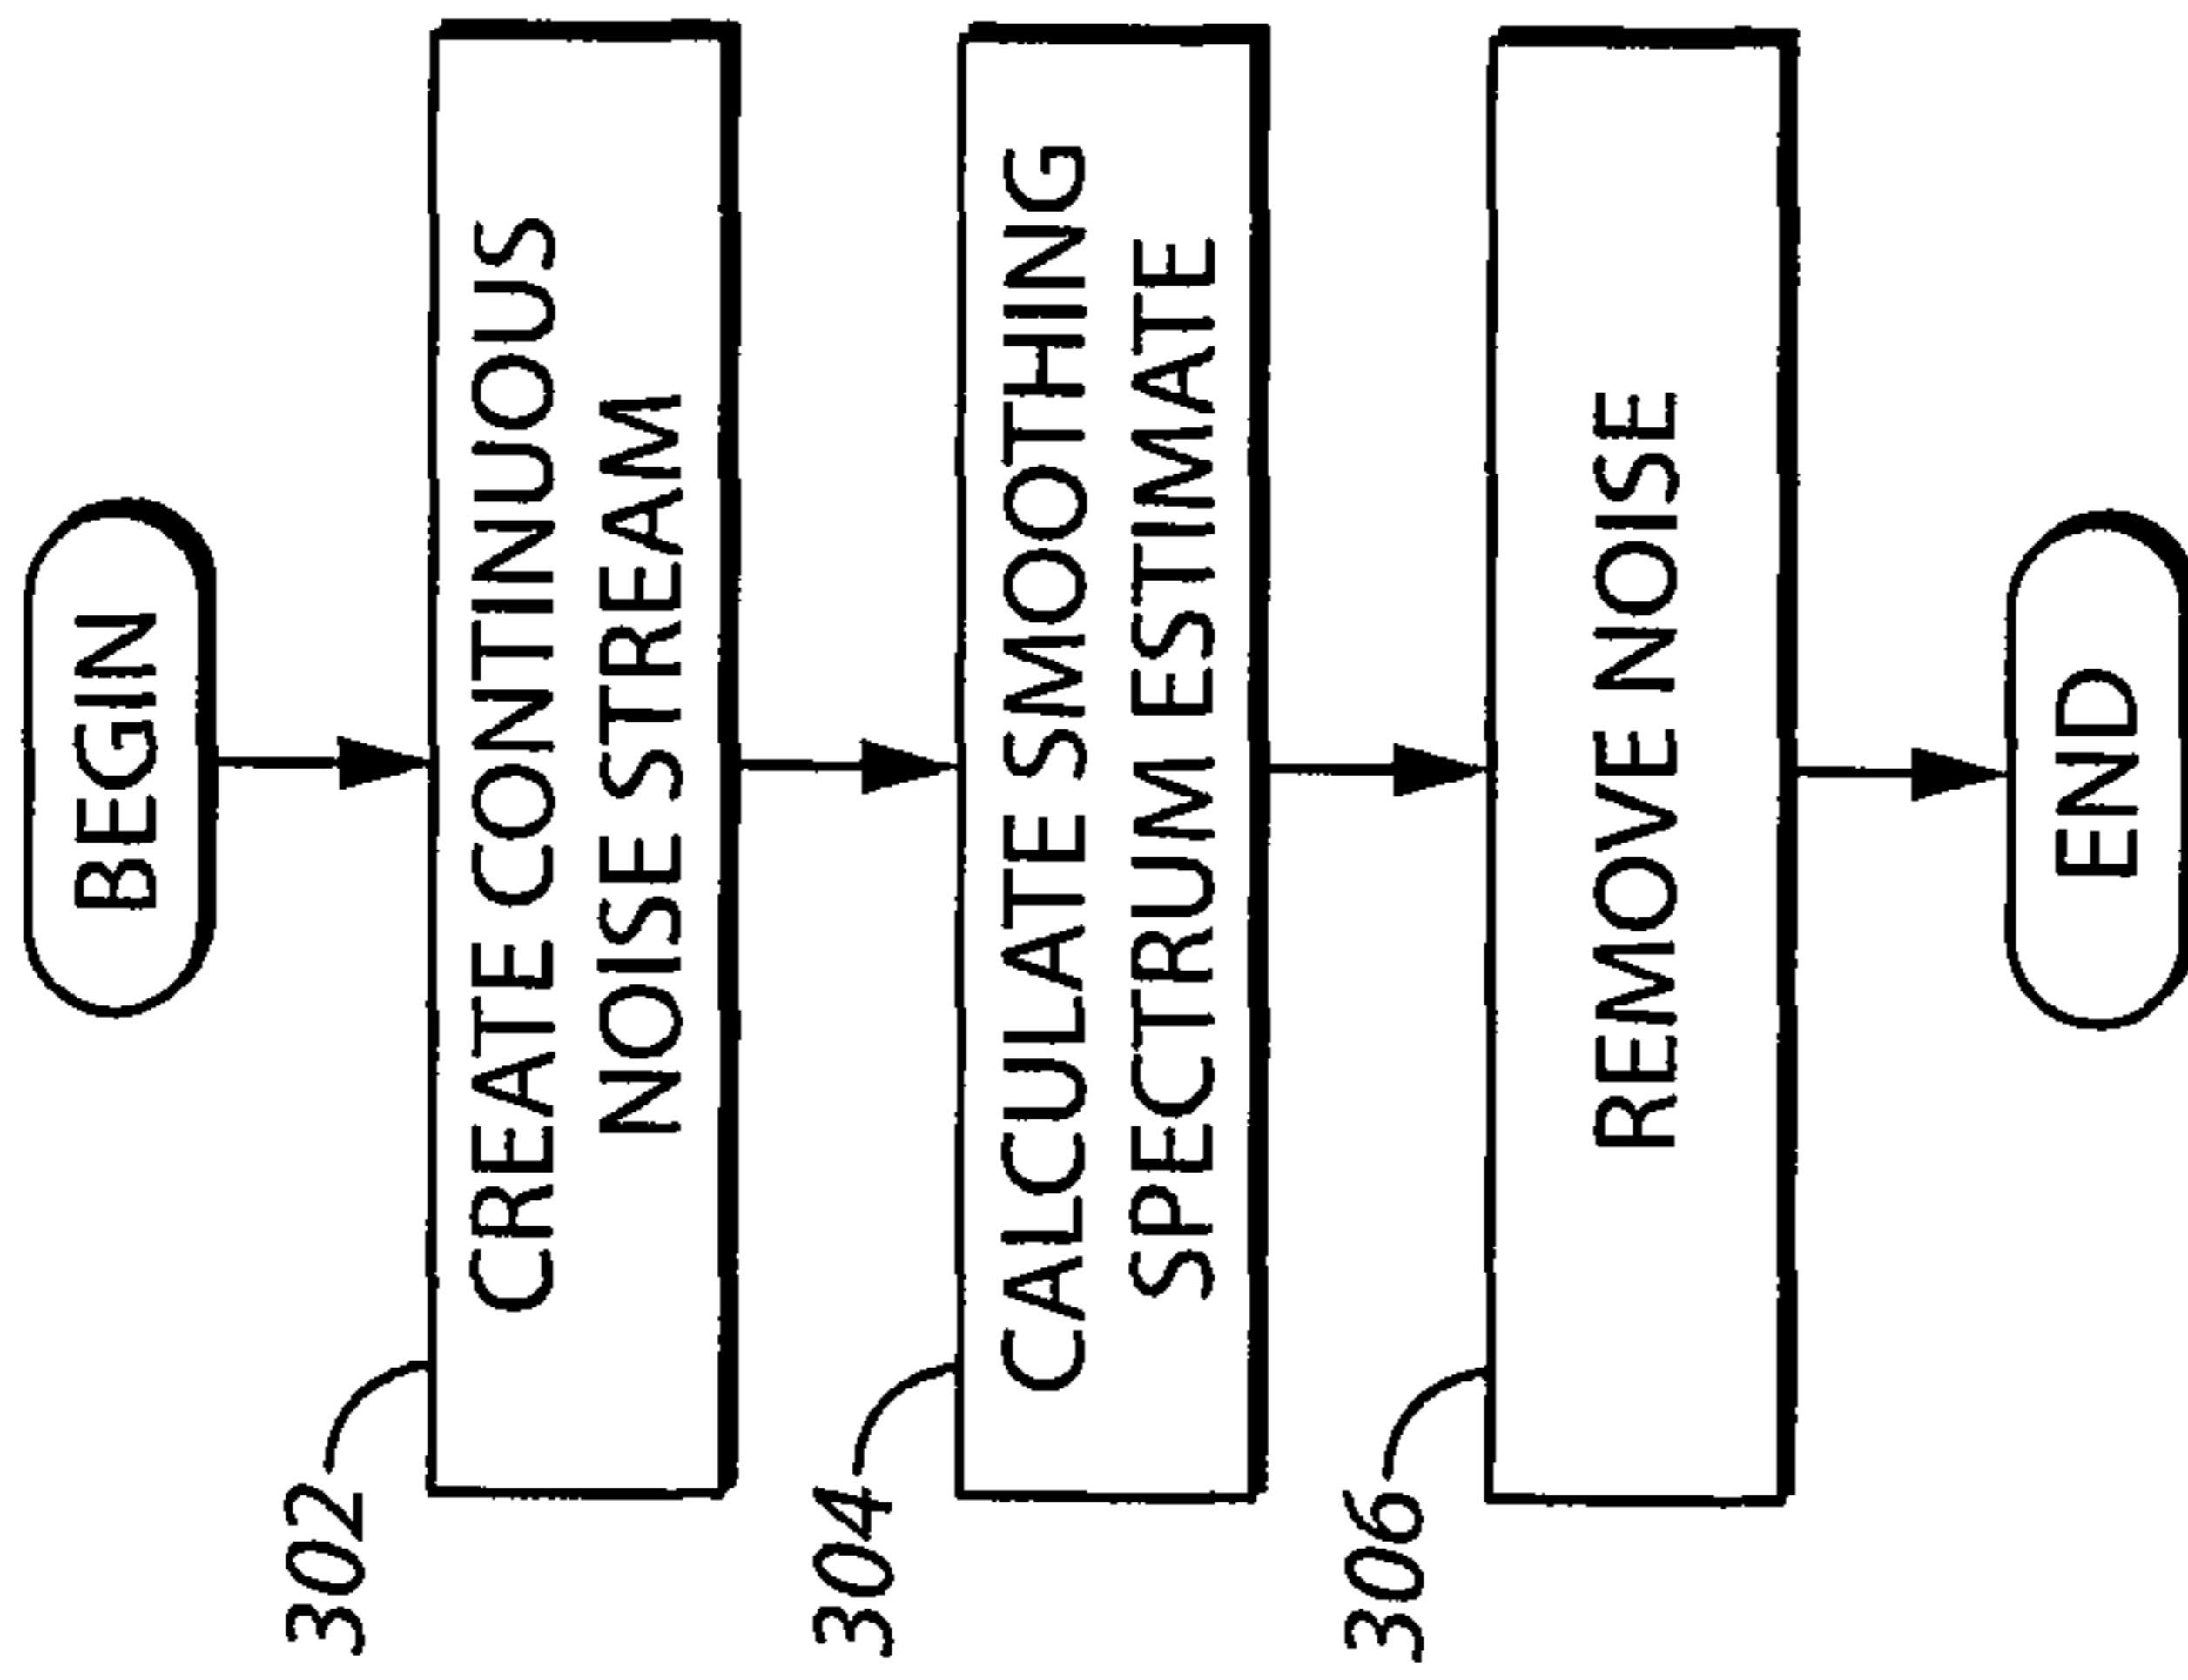 BEGIN
302
CREATE CONTINUOUS
NOISE STREAM
304
CALCULATE SMOOTHING
SPECTRUM ESTIMATE
306
REMOVE NOISE
END